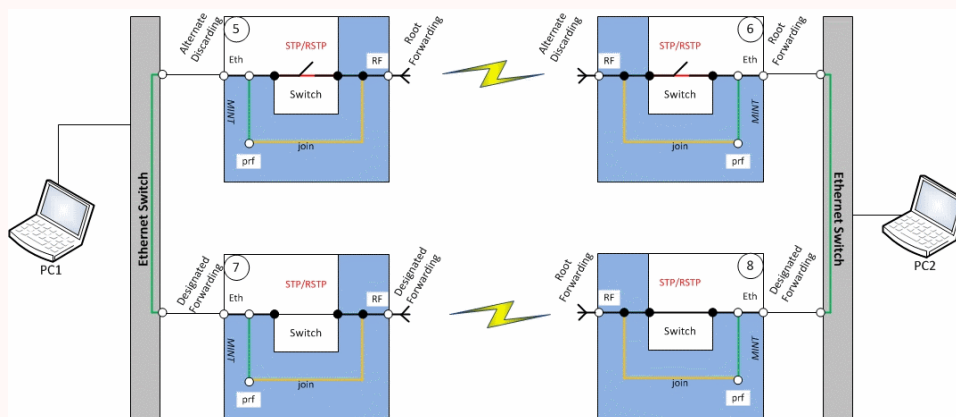 Alternate
Discarding
5
STP/RSTP
Eth
RF
Root
Forwarding
Switch
MINT
join
prf
Alternate
Discarding
6
STP/RSTP
RF
Eth
Root
Forwarding
Switch
MINT
join
prf
Ethernet Switch
PC1
Ethernet Switch
PC2
Designated
Forwarding
7
STP/RSTP
Eth
RF
Designated
Forwarding
Switch
MINT
join
prf
Root
Forwarding
8
STP/RSTP
RF
Eth
Designated
Forwarding
Switch
MINT
join
prf